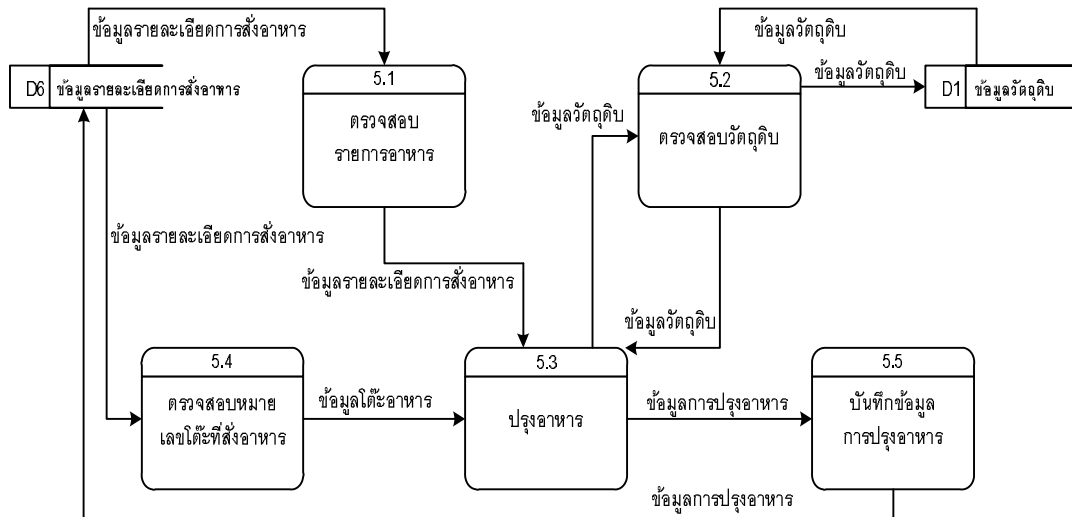 ข้อมูลรายละเอียดการสั่งอาหาร
ข้อมูลวัตถุดิบ
D6 ข้อมูลรายละเอียดการสั่งอาหาร
5.1
ตรวจสอบ
รายการอาหาร
5.2
ตรวจสอบวัตถุดิบ
ข้อมูลวัตถุดิบ
D1 ข้อมูลวัตถุดิบ
ข้อมูลวัตถุดิบ
ข้อมูลรายละเอียดการสั่งอาหาร
ข้อมูลรายละเอียดการสั่งอาหาร
ข้อมูลวัตถุดิบ
5.4
ตรวจสอบหมาย
เลขโต๊ะที่สั่งอาหาร
ข้อมูลโต๊ะอาหาร
5.3
ปรุงอาหาร
ข้อมูลการปรุงอาหาร
5.5
บันทึกข้อมูล
การปรุงอาหาร
ข้อมูลการปรุงอาหาร